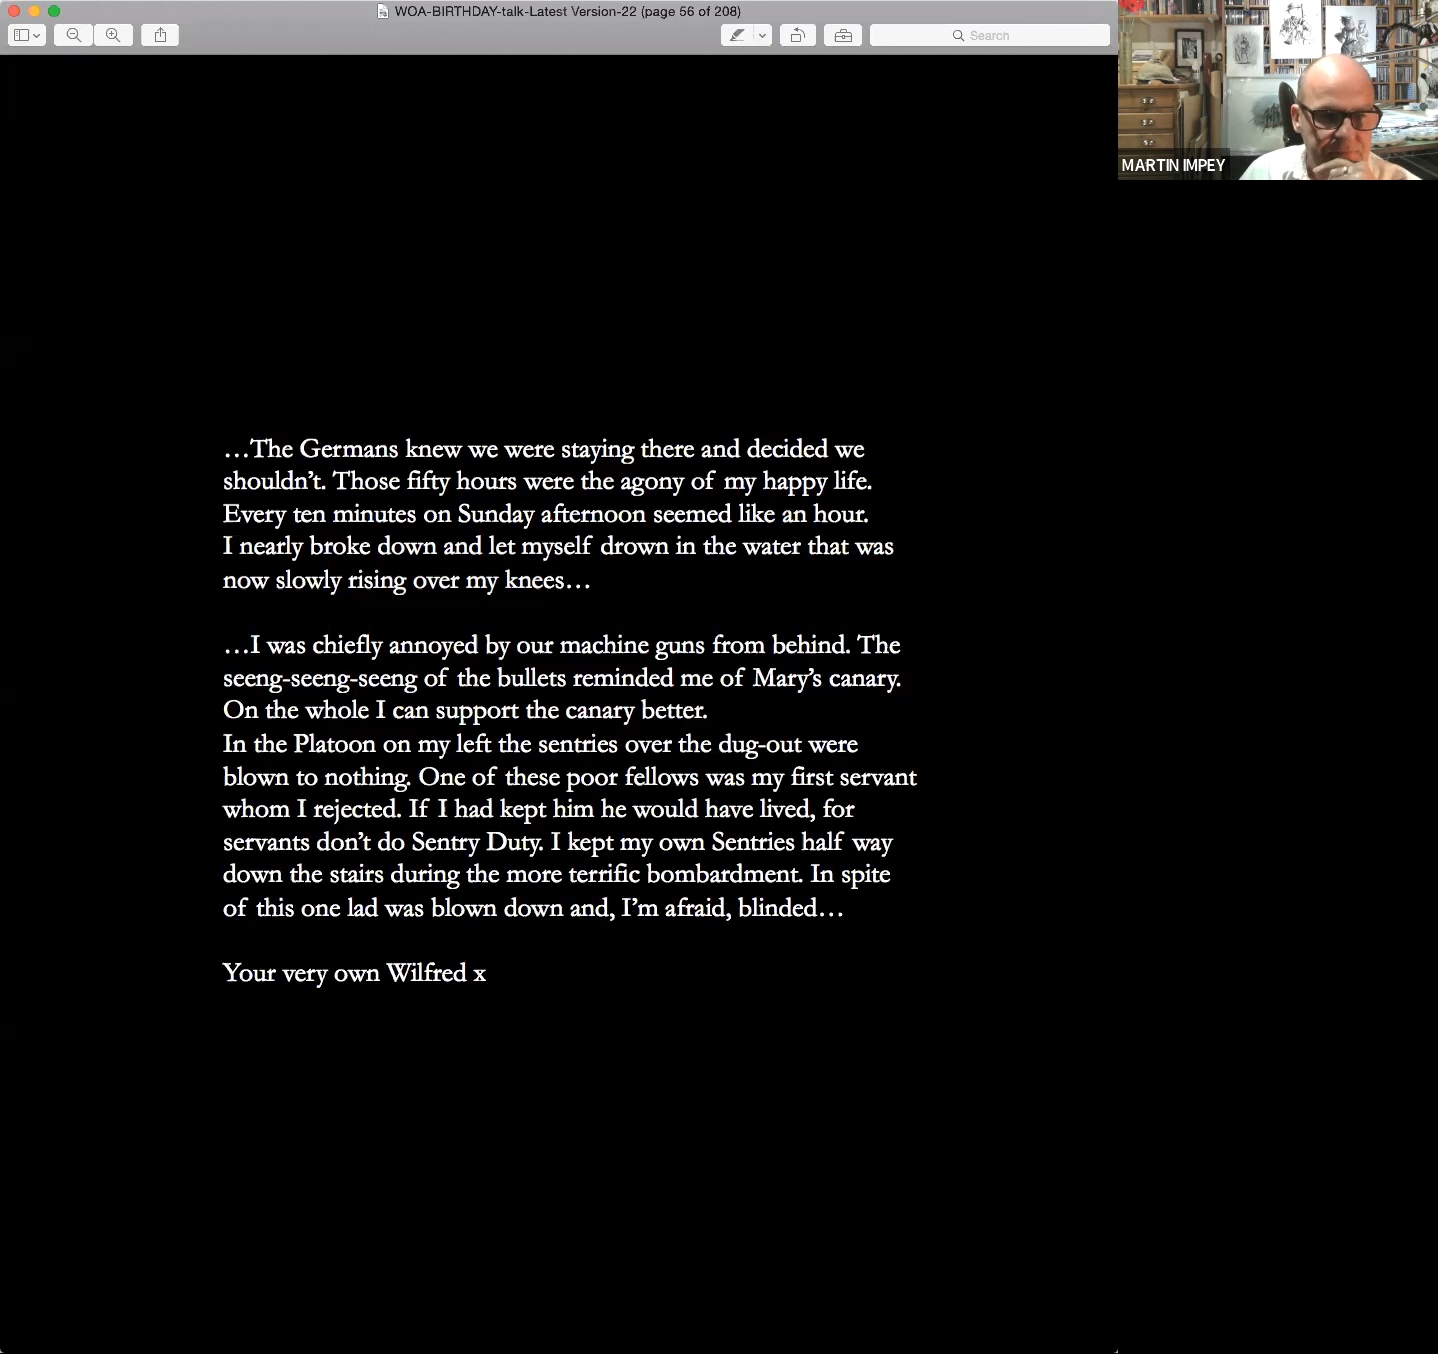 WOA-BIRTHDAY-talk-Latest Version-22 (page 56 of 208)
Search
MARTIN IMPEY
…The Germans knew we were staying there and decided we
shouldn’t. Those fifty hours were the agony of my happy life.
Every ten minutes on Sunday afternoon seemed like an hour.
I nearly broke down and let myself drown in the water that was
now slowly rising over my knees…
…I was chiefly annoyed by our machine guns from behind. The
seeng-seeng-seeng of the bullets reminded me of Mary’s canary.
On the whole I can support the canary better.
In the Platoon on my left the sentries over the dug-out were
blown to nothing. One of these poor fellows was my first servant
whom I rejected. If I had kept him he would have lived, for
servants don’t do Sentry Duty. I kept my own Sentries half way
down the stairs during the more terrific bombardment. In spite
of this one lad was blown down and, I’m afraid, blinded…
Your very own Wilfred x